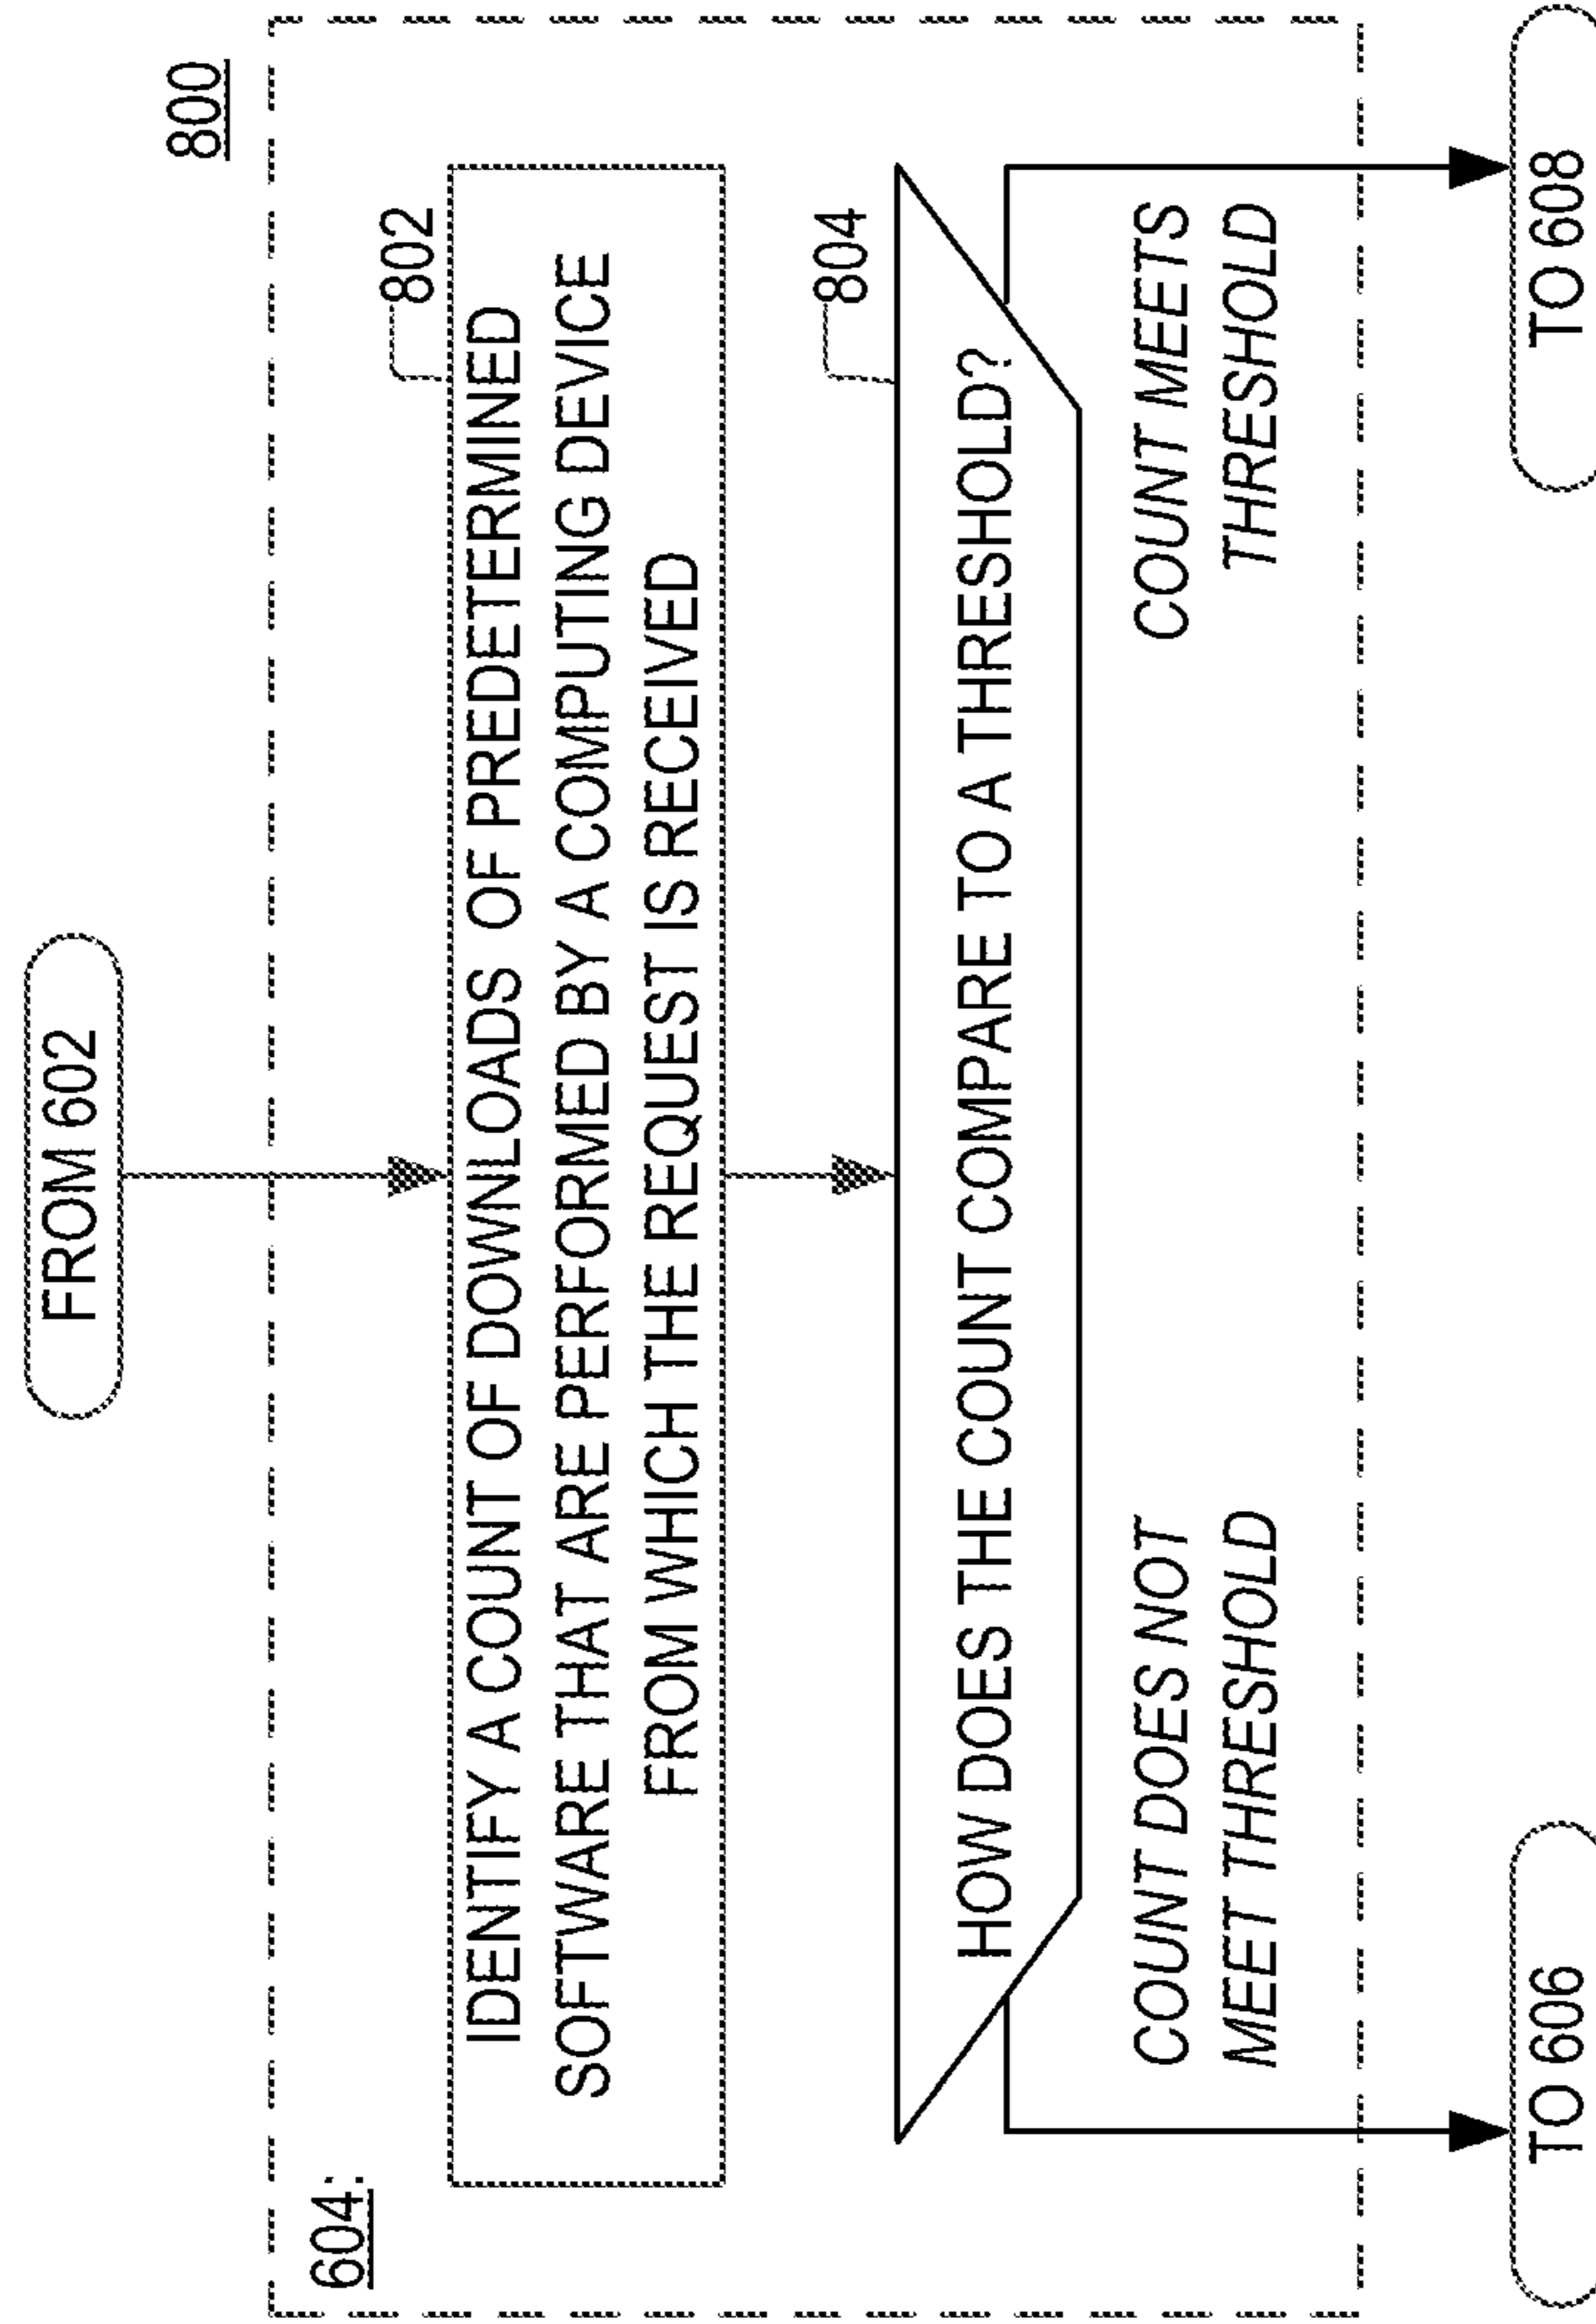 800
FROM 602
604:
802
IDENTIFY A COUNT OF DOWNLOADS OF PREDETERMINED
SOFTWARE THAT ARE PERFORMED BY A COMPUTING DEVICE
FROM WHICH THE REQUEST IS RECEIVED
804
HOW DOES THE COUNT COMPARE TO A THRESHOLD?
COUNT DOES NOT
MEET THRESHOLD
COUNT MEETS
THRESHOLD
TO 606
TO 608